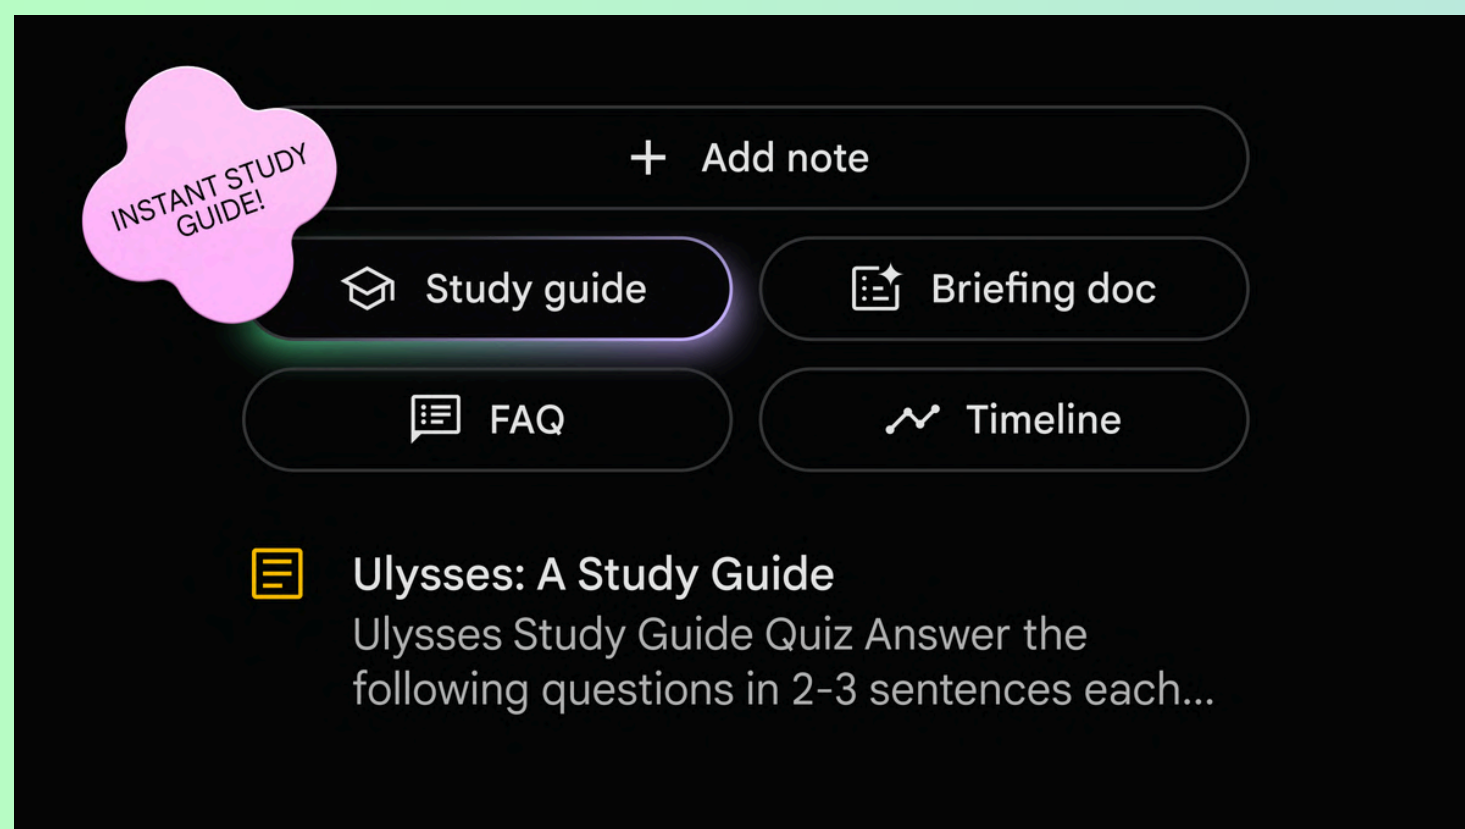 INSTANT STUDY
GUIDE!
Add note
Study guide
Briefing doc
FAQ
Timeline
Ulysses: A Study Guide
Ulysses Study Guide Quiz Answer the
following questions in 2-3 sentences each...